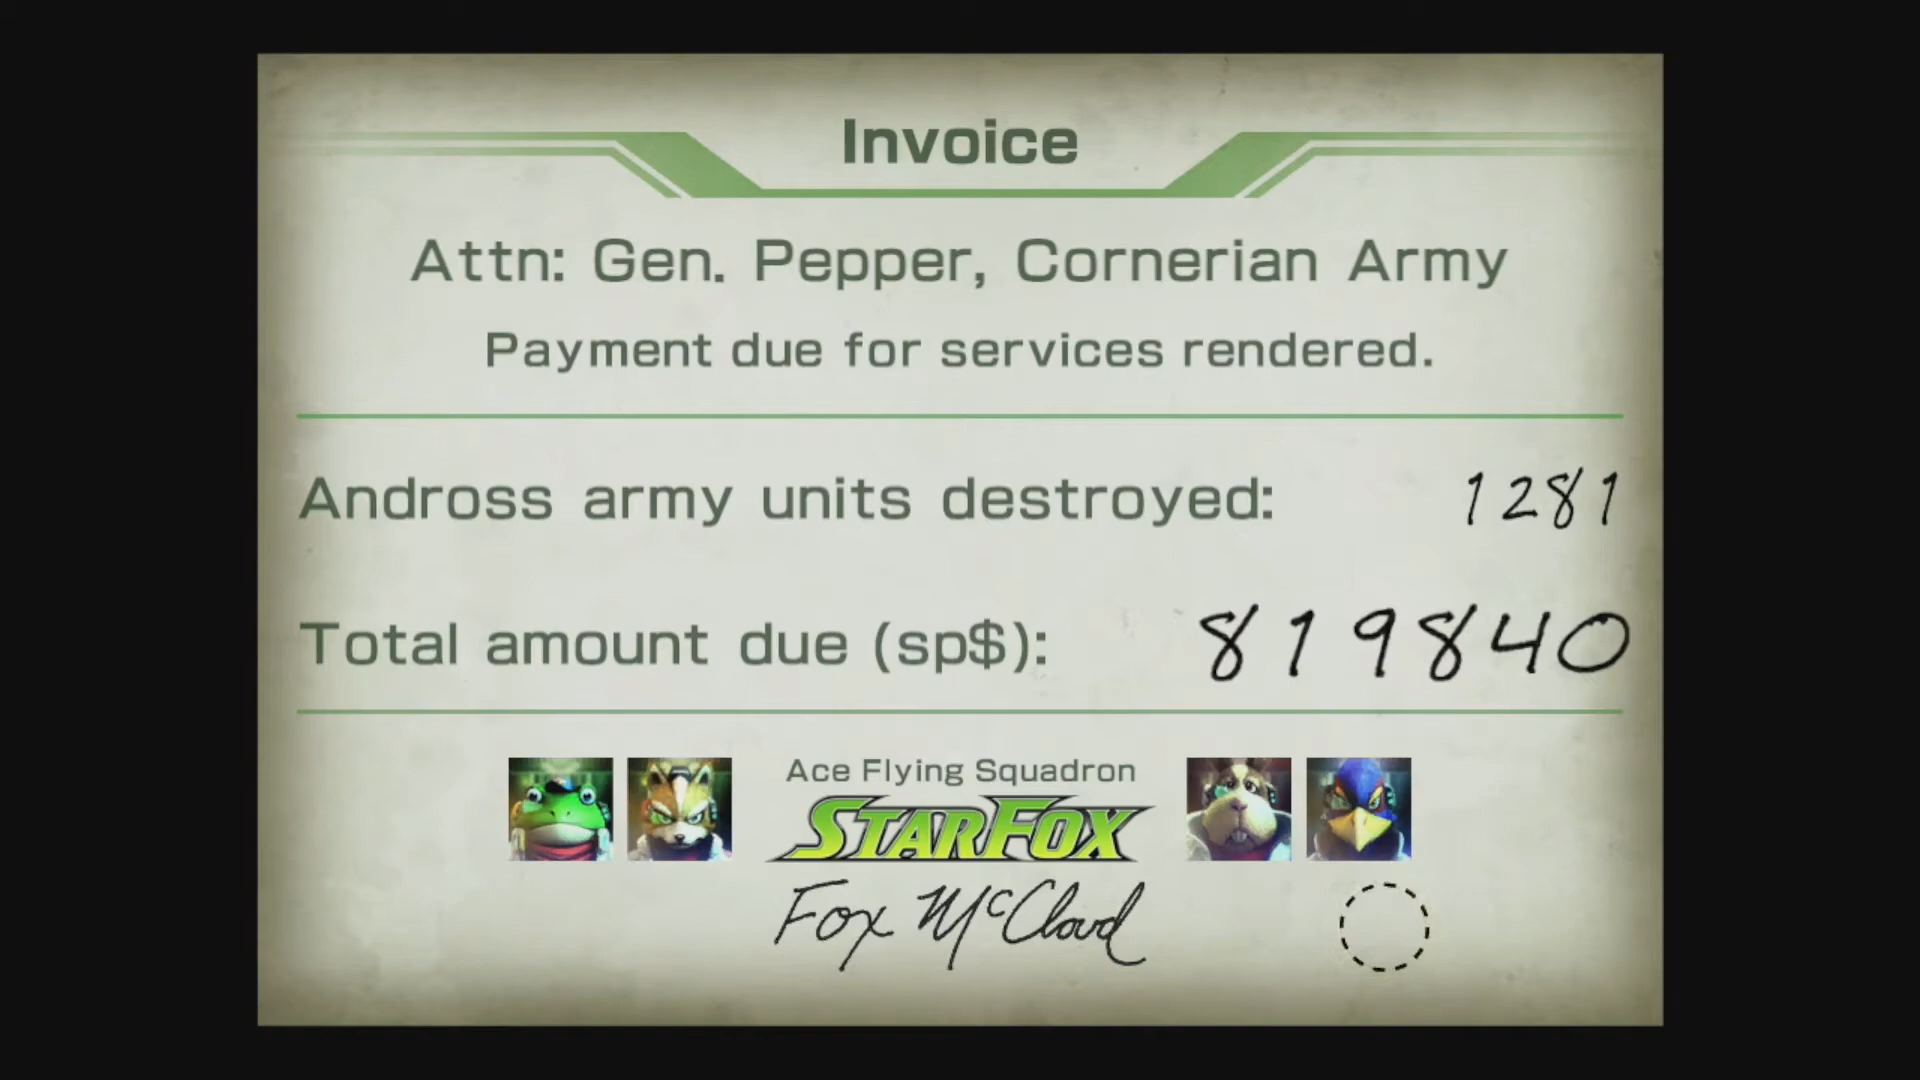 Invoice
Attn: Gen. Pepper, Cornerian Army
Payment due for services rendered.
Andross army units destroyed: 1281
Total amount due (sp$): 819840
Ace Flying Squadron
STARFOX
Fox McCloud